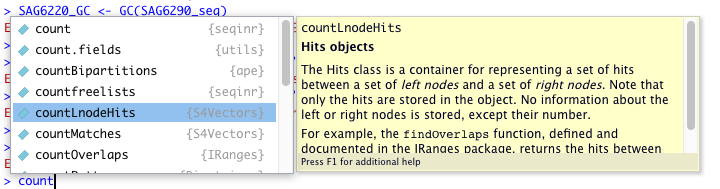 > SAG6220_GC <- GC(SAG6290_seq)
count {seqinr}
count.fields {utils}
countBipartitions {ape}
countfreelists {seqinr}
countLnodeHits {S4Vectors}
countMatches {S4Vectors}
countOverlaps {IRanges}
> count
countLnodeHits
Hits objects
The Hits class is a container for representing a set of hits
between a set of left nodes and a set of right nodes. Note that
only the hits are stored in the object. No information about the
left or right nodes is stored, except their number.
For example, the findOverlaps function, defined and
documented in the IRanges package, returns the hits between
Press F1 for additional help